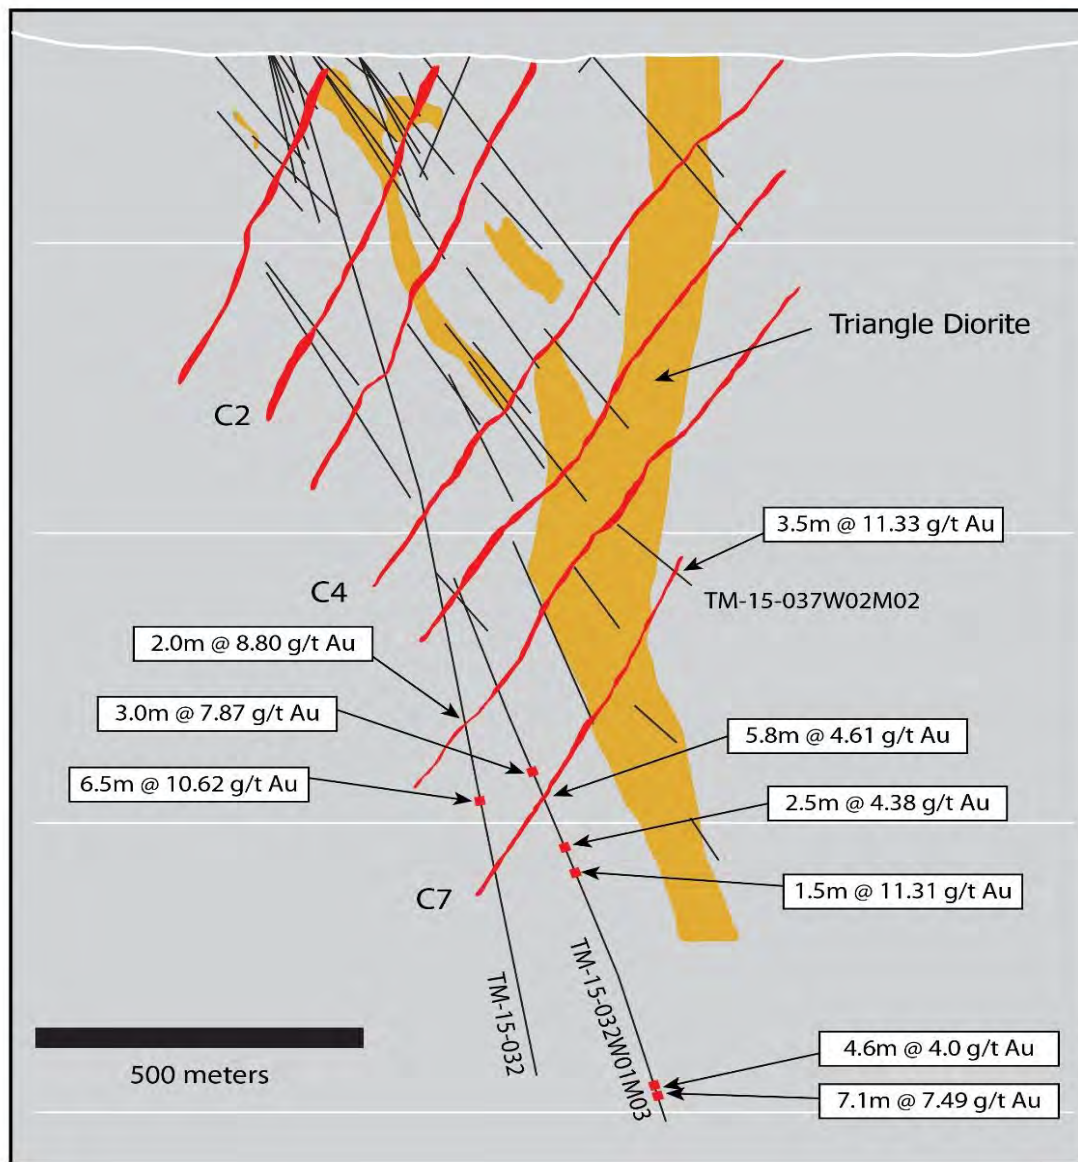 Triangle Diorite
C2
3.5m @ 11.33 g/t Au
C4
TM-15-037W02M02
2.0m @ 8.80 g/t Au
3.0m @ 7.87 g/t Au
5.8m @ 4.61 g/t Au
6.5m @ 10.62 g/t Au
2.5m @ 4.38 g/t Au
C7
1.5m @ 11.31 g/t Au
TM-15-032
TM-15-032W01M03
500 meters
4.6m @ 4.0 g/t Au
7.1m @ 7.49 g/t Au